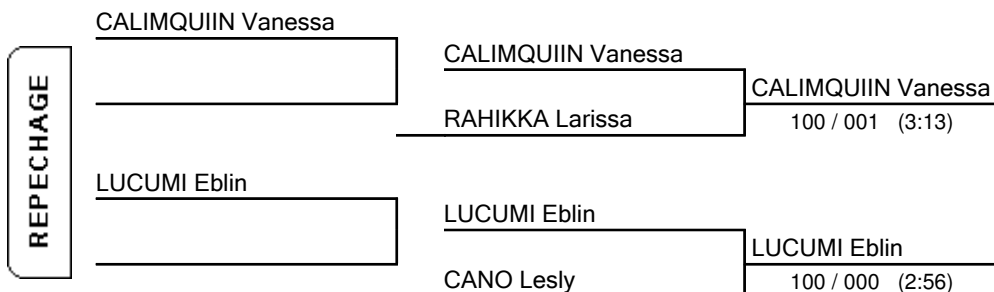 REPECHAGE
CALIMQUIIN Vanessa
CALIMQUIIN Vanessa
RAHIKKA Larissa
CALIMQUIIN Vanessa
100 / 001 (3:13)
LUCUMI Eblin
LUCUMI Eblin
CANO Lesly
LUCUMI Eblin
100 / 000 (2:56)